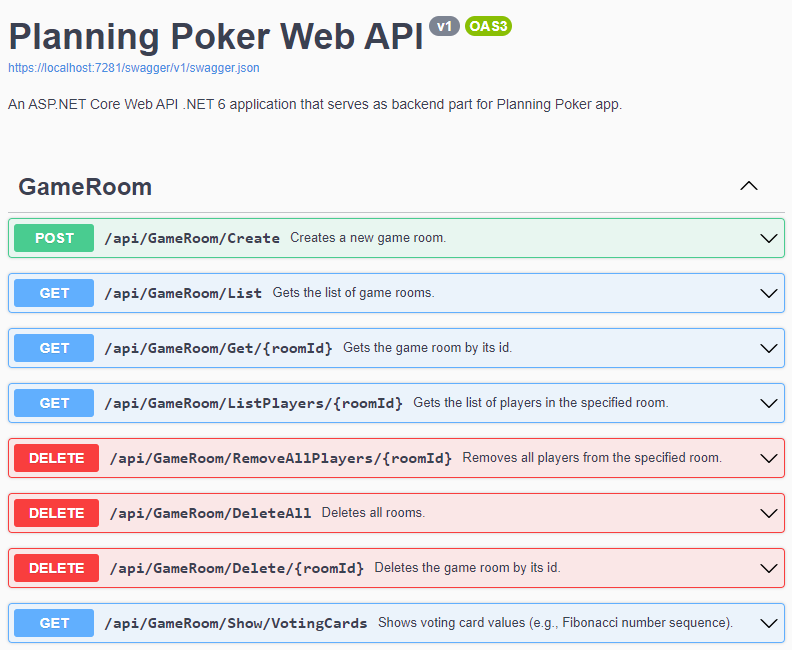 Planning Poker Web API v1 OAS3
https://localhost:7281/swagger/v1/swagger.json
An ASP.NET Core Web API .NET 6 application that serves as backend part for Planning Poker app.
GameRoom
POST /api/GameRoom/Create Creates a new game room.
GET /api/GameRoom/List Gets the list of game rooms.
GET /api/GameRoom/Get/{roomId} Gets the game room by its id.
GET /api/GameRoom/ListPlayers/{roomId} Gets the list of players in the specified room.
DELETE /api/GameRoom/RemoveAllPlayers/{roomId} Removes all players from the specified room.
DELETE /api/GameRoom/DeleteAll Deletes all rooms.
DELETE /api/GameRoom/Delete/{roomId} Deletes the game room by its id.
GET /api/GameRoom/Show/VotingCards Shows voting card values (e.g., Fibonacci number sequence).